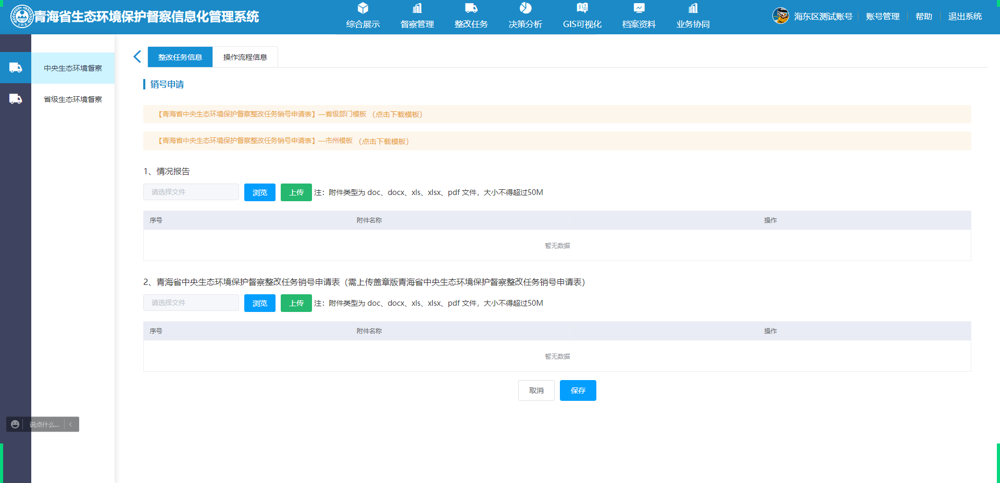 青海省生态环境保护督察信息化管理系统
综合展示 督察管理 整改任务 决策分析 GIS可视化 档案资料 业务协同
海东区测试账号 账号管理 帮助 退出系统
中央生态环境督察
省级生态环境督察
整改任务信息 操作流程信息
销号申请
【青海省中央生态环境保护督察整改任务销号申请表】—省级部门模板 （点击下载模板）
【青海省中央生态环境保护督察整改任务销号申请表】—市州模板 （点击下载模板）
1、情况报告
请选择文件 浏览 上传 注：附件类型为 doc、docx、xls、xlsx、pdf 文件，大小不得超过50M
序号 附件名称 操作
暂无数据
2、青海省中央生态环境保护督察整改任务销号申请表（需上传盖章版青海省中央生态环境保护督察整改任务销号申请表）
请选择文件 浏览 上传 注：附件类型为 doc、docx、xls、xlsx、pdf 文件，大小不得超过50M
序号 附件名称 操作
暂无数据
取消 保存
说点什么...
ZHB